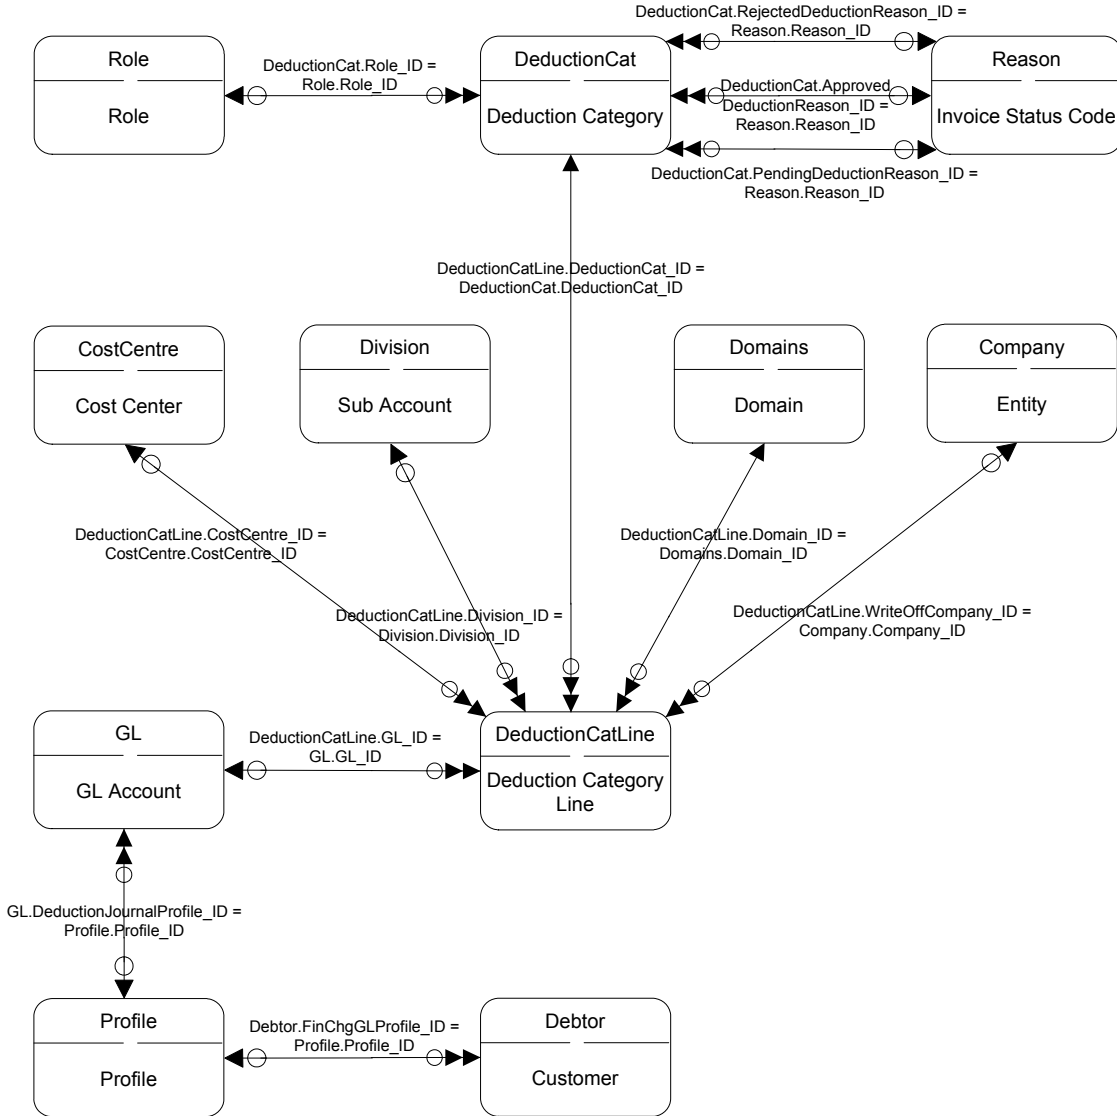 DeductionCat.RejectedDeductionReason_ID =
Reason.Reason_ID
Role
Role
DeductionCat.Role_ID =
Role.Role_ID
DeductionCat
Deduction Category
DeductionCat.Approved
DeductionReason_ID =
Reason.Reason_ID
Reason
Invoice Status Code
DeductionCat.PendingDeductionReason_ID =
Reason.Reason_ID
DeductionCatLine.DeductionCat_ID =
DeductionCat.DeductionCat_ID
CostCentre
Cost Center
Division
Sub Account
Domains
Domain
Company
Entity
DeductionCatLine.CostCentre_ID =
CostCentre.CostCentre_ID
DeductionCatLine.Domain_ID =
Domains.Domain_ID
DeductionCatLine.Division_ID =
Division.Division_ID
DeductionCatLine.WriteOffCompany_ID =
Company.Company_ID
GL
GL Account
DeductionCatLine.GL_ID =
GL.GL_ID
DeductionCatLine
Deduction Category
Line
GL.DeductionJournalProfile_ID =
Profile.Profile_ID
Profile
Profile
Debtor.FinChgGLProfile_ID =
Profile.Profile_ID
Debtor
Customer